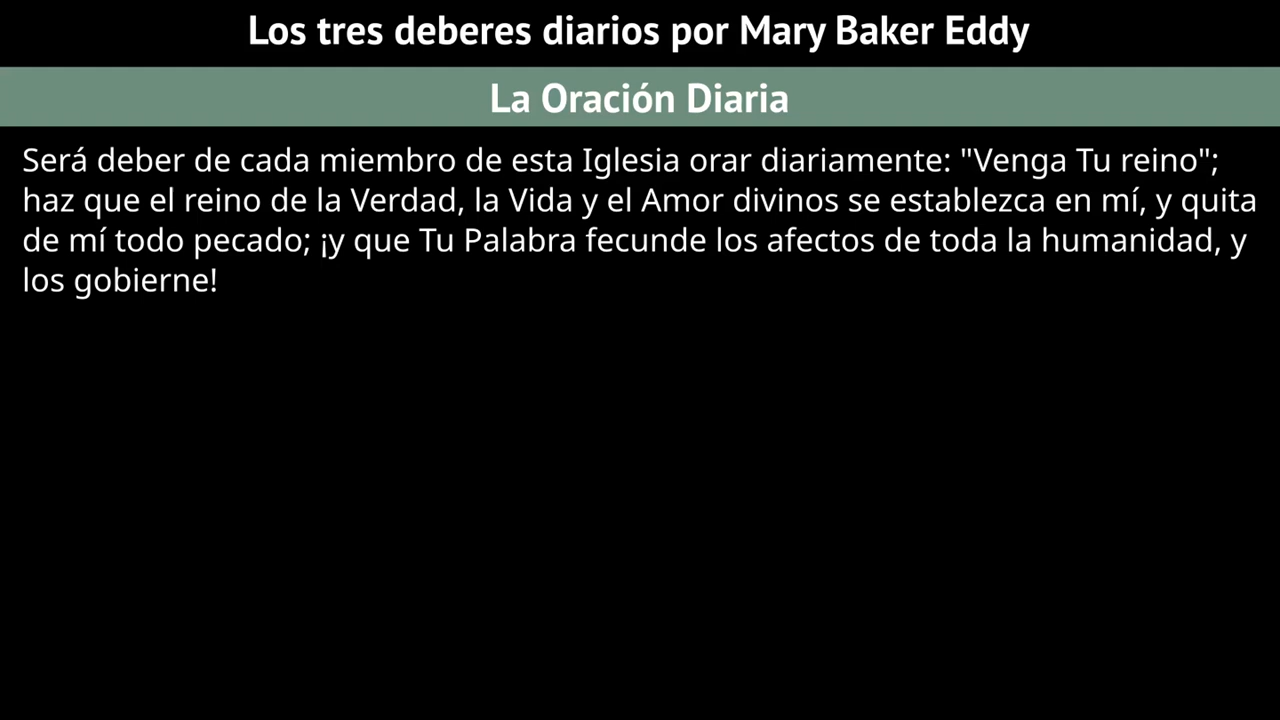 Los tres deberes diarios por Mary Baker Eddy
La Oración Diaria
Será deber de cada miembro de esta Iglesia orar diariamente: "Venga Tu reino";
haz que el reino de la Verdad, la Vida y el Amor divinos se establezca en mí, y quita
de mí todo pecado; ¡y que Tu Palabra fecunde los afectos de toda la humanidad, y
los gobierne!